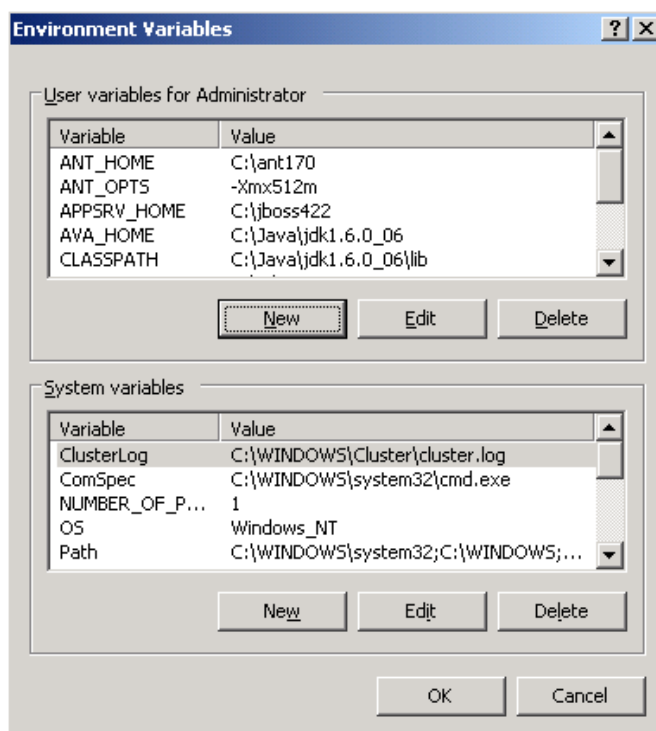 Environment Variables
User variables for Administrator
Variable Value
ANT_HOME C:\ant170
ANT_OPTS -Xmx512m
APPSRV_HOME C:\jboss422
AVA_HOME C:\Java\jdk1.6.0_06
CLASSPATH C:\Java\jdk1.6.0_06\lib
New Edit Delete
System variables
Variable Value
ClusterLog C:\WINDOWS\Cluster\cluster.log
ComSpec C:\WINDOWS\system32\cmd.exe
NUMBER_OF_P... 1
OS Windows_NT
Path C:\WINDOWS\system32;C:\WINDOWS;...
New Edit Delete
OK Cancel